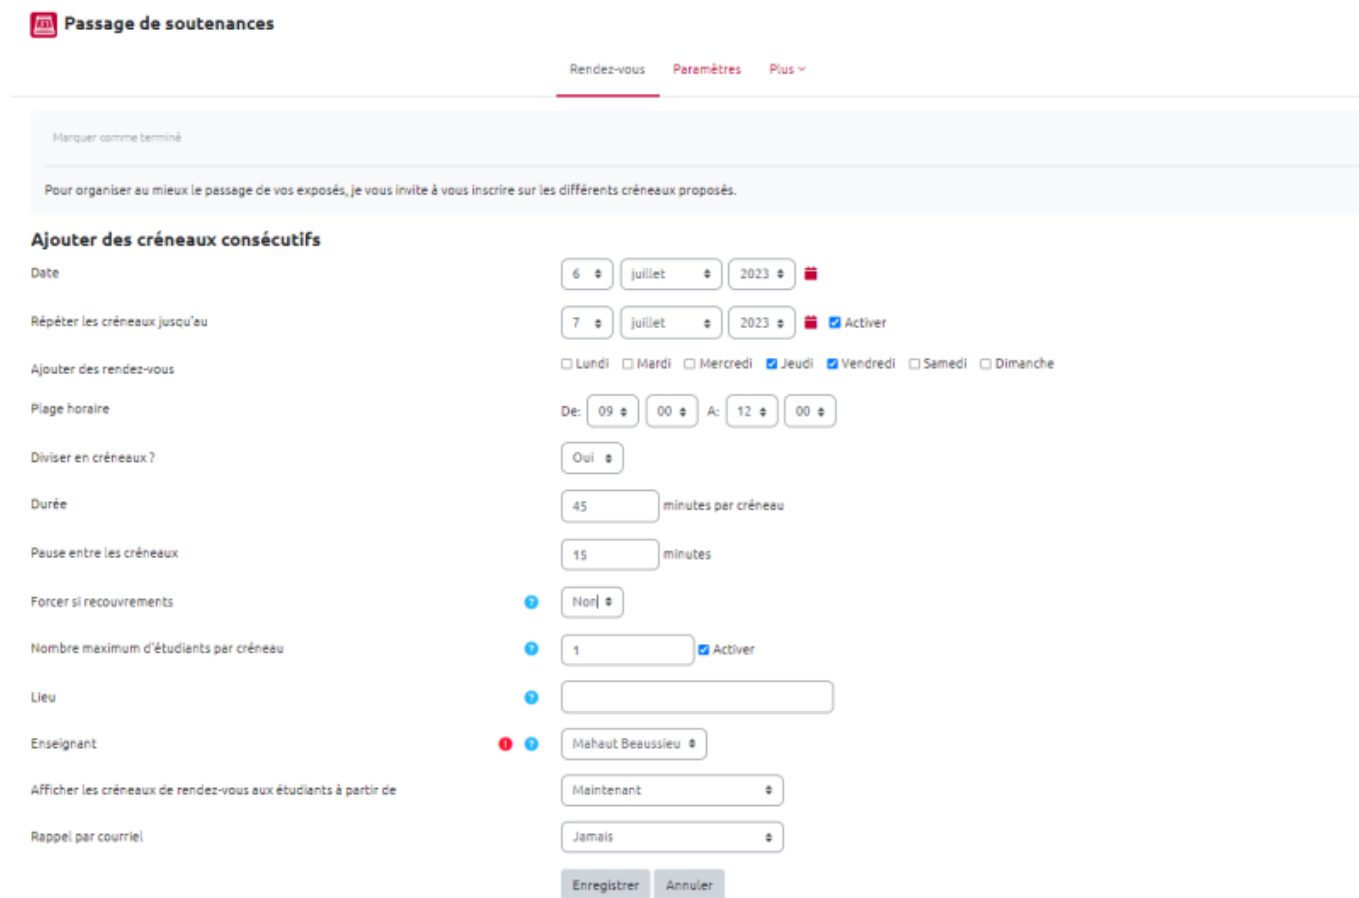 Passage de soutenances
Rendez-vous Paramètres Plus
Marquer comme terminé
Pour organiser au mieux le passage de vos exposés, je vous invite à vous inscrire sur les différents créneaux proposés.
Ajouter des créneaux consécutifs
Date 6 juillet 2023
Répéter les créneaux jusqu'au 7 juillet 2023 Activer
Ajouter des rendez-vous Lundi Mardi Mercredi Jeudi Vendredi Samedi Dimanche
Plage horaire De: 09 00 A: 12 00
Diviser en créneaux ? Oui
Durée 45 minutes par créneau
Pause entre les créneaux 15 minutes
Forcer si recouvrements ? Non
Nombre maximum d'étudiants par créneau ? 1 Activer
Lieu ?
Enseignant ! ? Mahaut Beaussieu
Afficher les créneaux de rendez-vous aux étudiants à partir de Maintenant
Rappel par courriel Jamais
Enregistrer Annuler